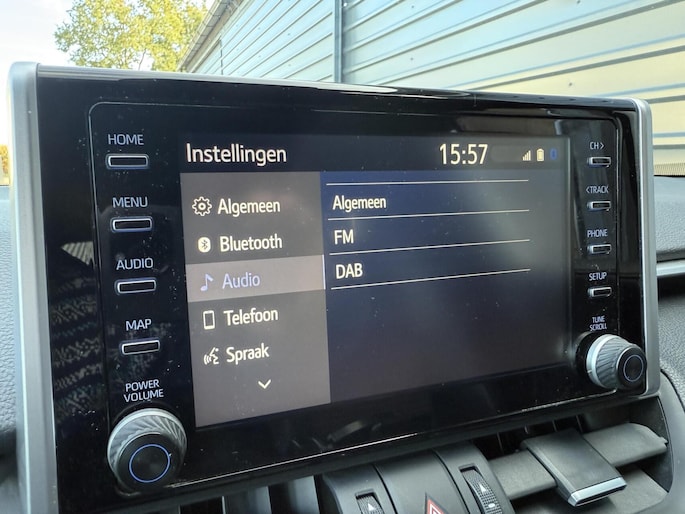 HOME
MENU
AUDIO
MAP
POWER
VOLUME
Instellingen
15:57
Algemeen
Bluetooth
Audio
Telefoon
Spraak
Algemeen
FM
DAB
CH >
< TRACK
PHONE
SETUP
TUNE
SCROLL